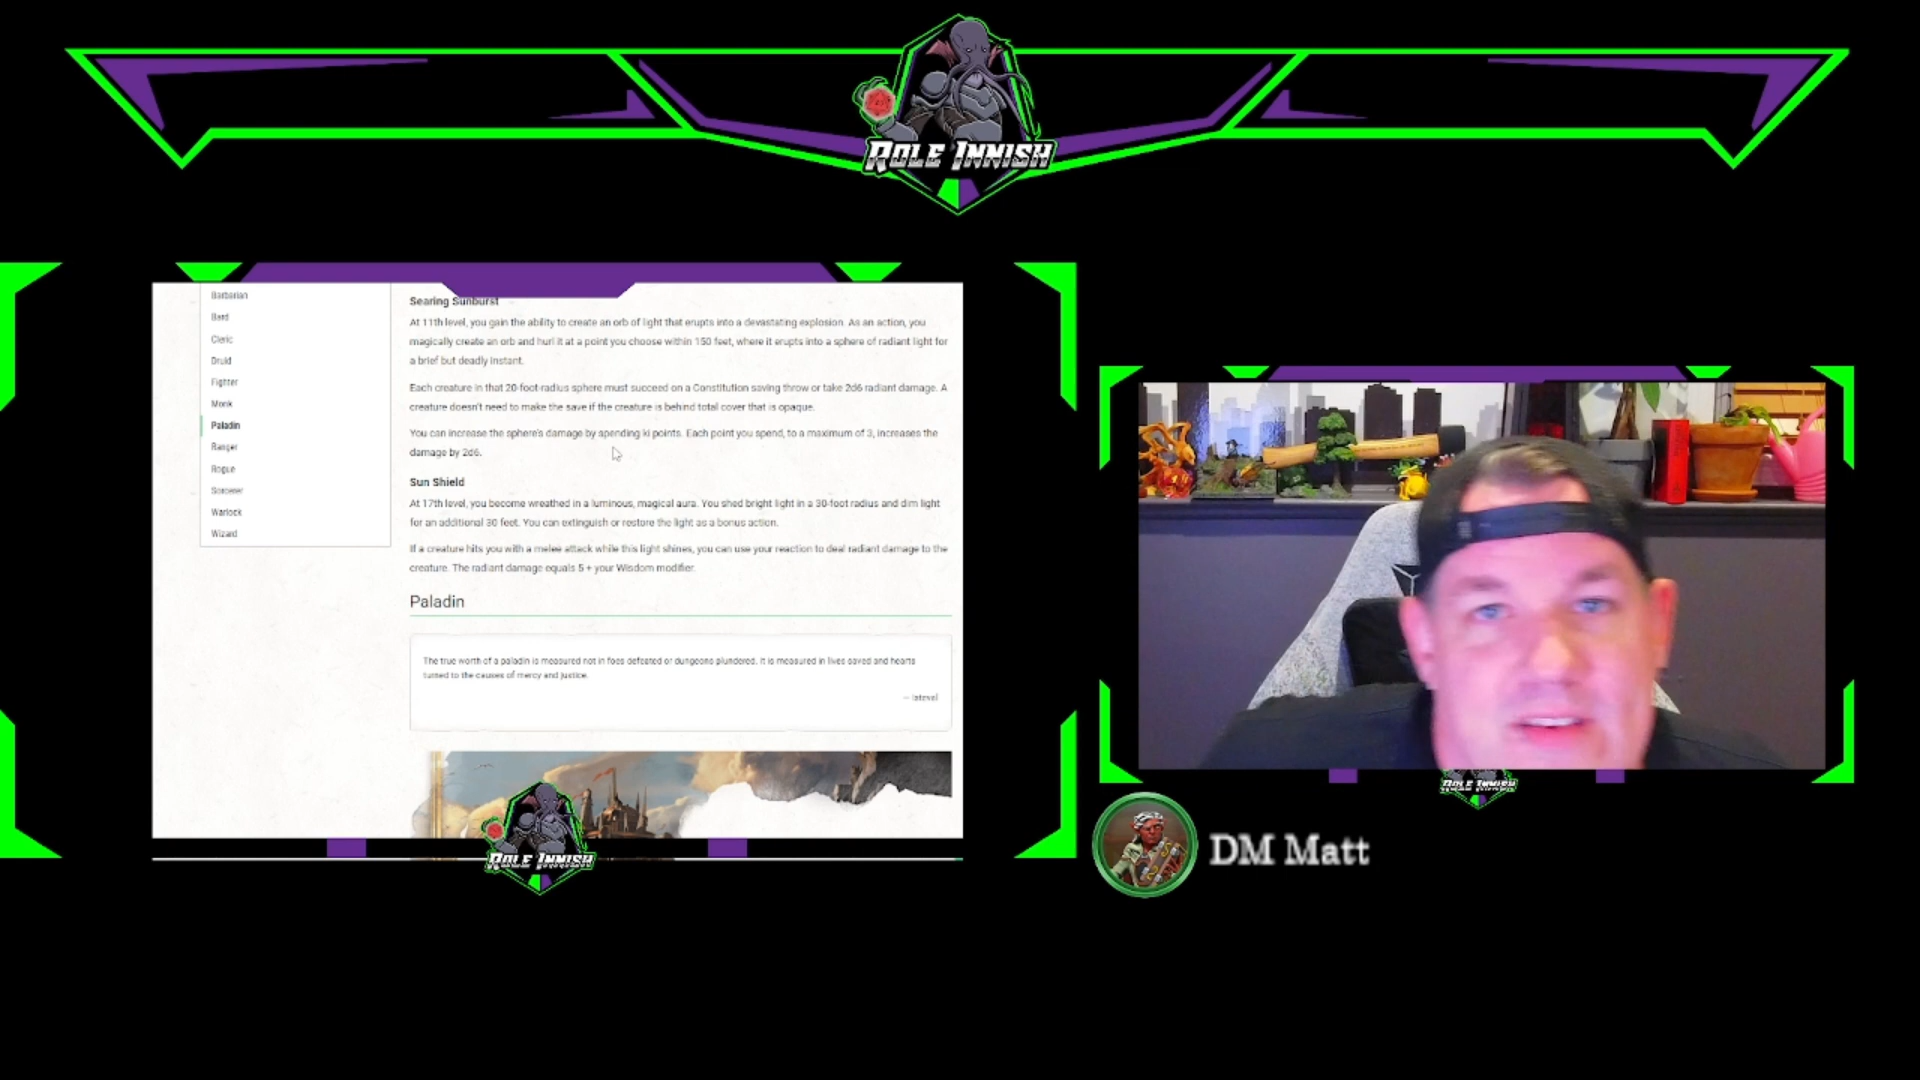 ROLE INNISH
Barbarian
Bard
Cleric
Druid
Fighter
Monk
Paladin
Ranger
Rogue
Sorcerer
Warlock
Wizard
Searing Sunburst
At 11th level, you gain the ability to create an orb of light that erupts into a devastating explosion. As an action, you
magically create an orb and hurl it at a point you choose within 150 feet, where it erupts into a sphere of radiant light for
a brief but deadly instant.
Each creature in that 20-foot-radius sphere must succeed on a Constitution saving throw or take 2d6 radiant damage. A
creature doesn't need to make the save if the creature is behind total cover that is opaque.
You can increase the sphere's damage by spending ki points. Each point you spend, to a maximum of 3, increases the
damage by 2d6.
Sun Shield
At 17th level, you become wreathed in a luminous, magical aura. You shed bright light in a 30-foot radius and dim light
for an additional 30 feet. You can extinguish or restore the light as a bonus action.
If a creature hits you with a melee attack while this light shines, you can use your reaction to deal radiant damage to the
creature. The radiant damage equals 5 + your Wisdom modifier.
Paladin
The true worth of a paladin is measured not in foes defeated or dungeons plundered. It is measured in lives saved and hearts
turned to the causes of mercy and justice.
— Isteval
ROLE INNISH
ROLE INNISH
DM Matt